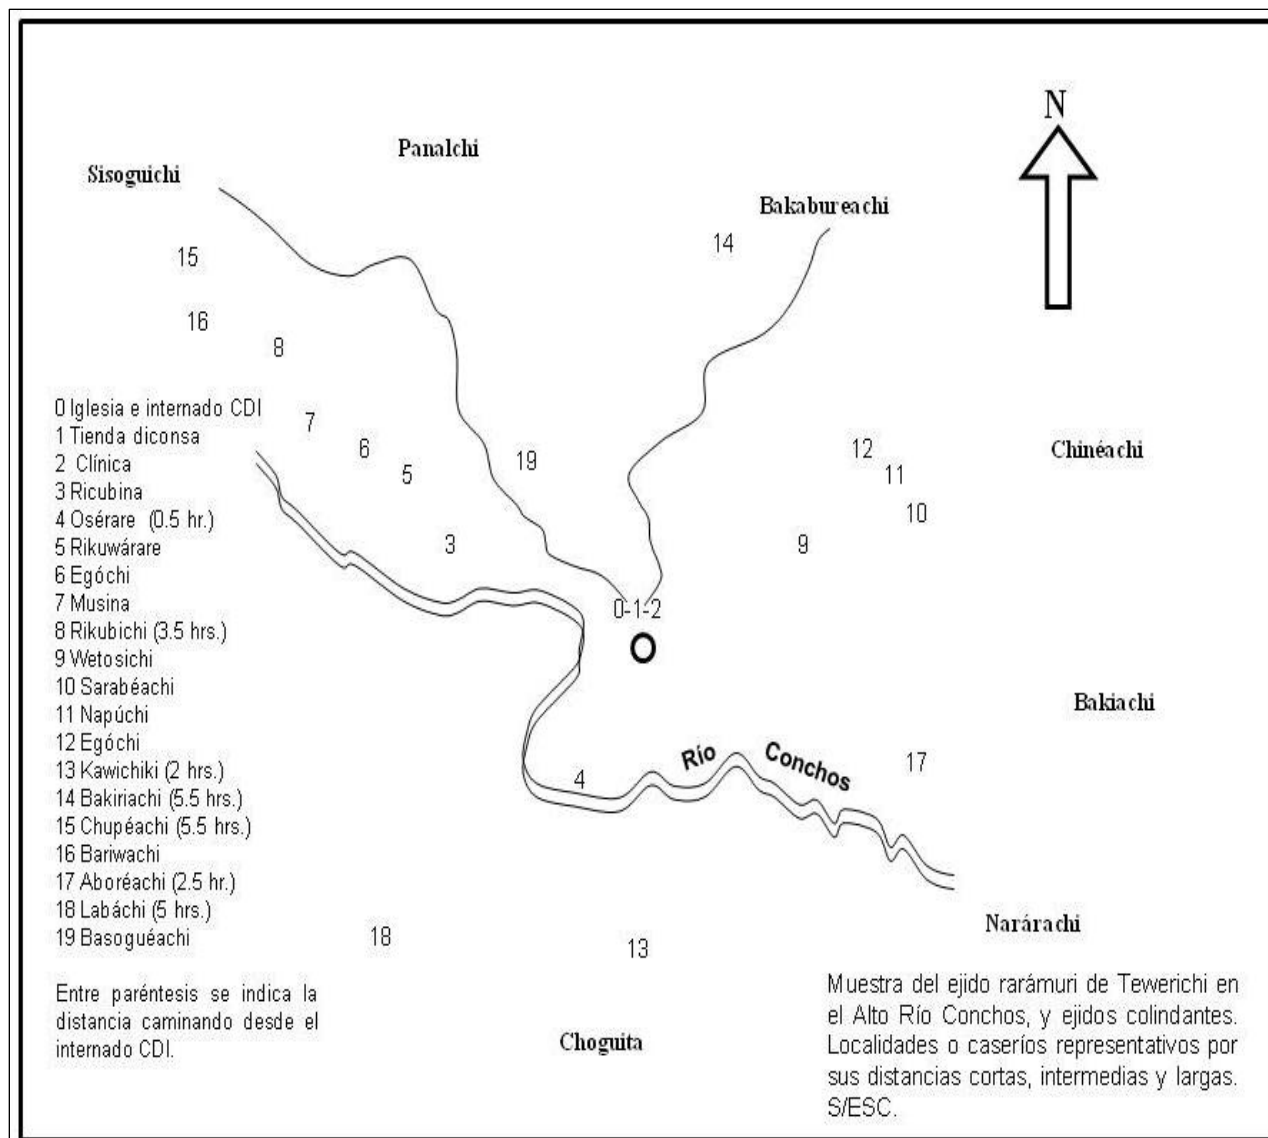 N
Panalchi
Sisoguichi
Bakabureachi
14
15
16
8
0 Iglesia e internado CDI
1 Tienda diconsa
2 Clínica
3 Ricubina
4 Osérare (0.5 hr.)
5 Rikuwárare
6 Egóchi
7 Musina
8 Rikubichi (3.5 hrs.)
9 Wetosichi
10 Sarabéachi
11 Napúchi
12 Egóchi
13 Kawichiki (2 hrs.)
14 Bakiriachi (5.5 hrs.)
15 Chupéachi (5.5 hrs.)
16 Bariwachi
17 Aboréachi (2.5 hr.)
18 Labáchi (5 hrs.)
19 Basoguéachi
7
6
5
19
12
11
10
Chinéachi
3
9
0-1-2
Bakiachi
4
Río Conchos
17
18
13
Narárachi
Choguita
Entre paréntesis se indica la
distancia caminando desde el
internado CDI.
Muestra del ejido rarámuri de Tewerichi en
el Alto Río Conchos, y ejidos colindantes.
Localidades o caseríos representativos por
sus distancias cortas, intermedias y largas.
S/ESC.